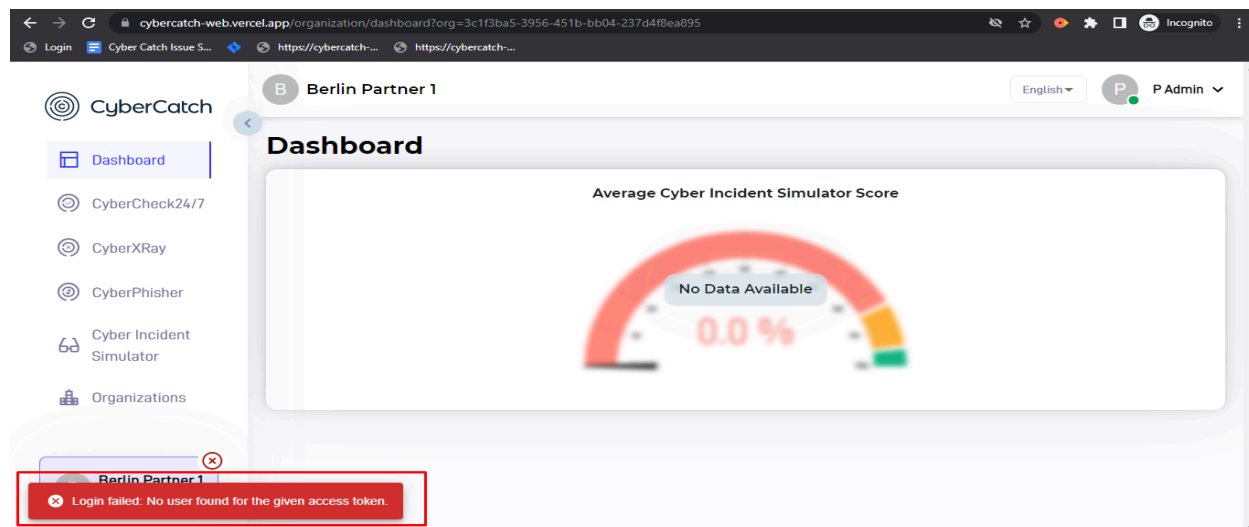 cybercatch-web.vercel.app/organization/dashboard?org=3c1f3ba5-3956-451b-bb04-237d4f8ea895
Incognito
Login
Cyber Catch Issue S...
https://cybercatch-...
https://cybercatch-...
CyberCatch
B
Berlin Partner 1
English
P
P Admin
Dashboard
Dashboard
CyberCheck24/7
CyberXRay
CyberPhisher
Cyber Incident
Simulator
Organizations
Average Cyber Incident Simulator Score
No Data Available
0.0 %
Berlin Partner 1
Login failed: No user found for the given access token.